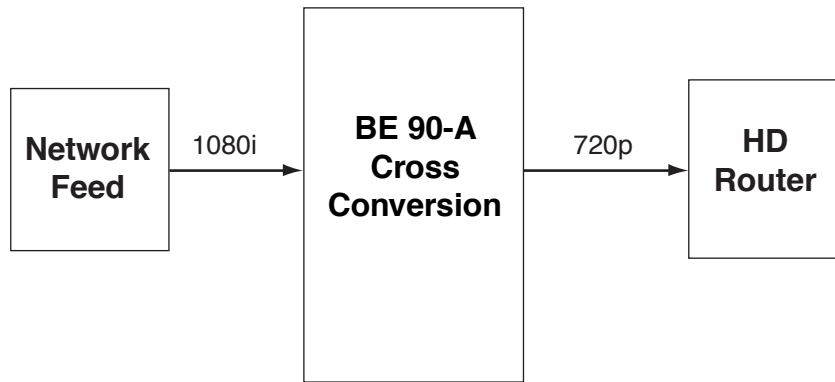 Network
Feed
1080i
BE 90-A
Cross
Conversion
720p
HD
Router